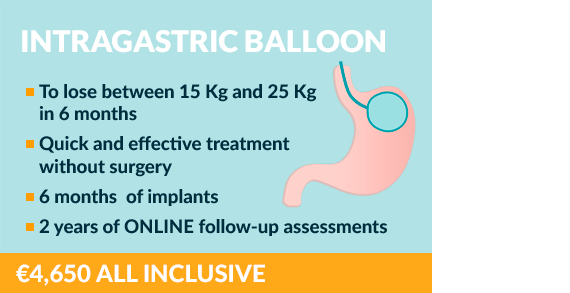 INTRAGASTRIC BALLOON
To lose between 15 Kg and 25 Kg
in 6 months
Quick and effective treatment
without surgery
6 months of implants
2 years of ONLINE follow-up assessments
€4,650 ALL INCLUSIVE